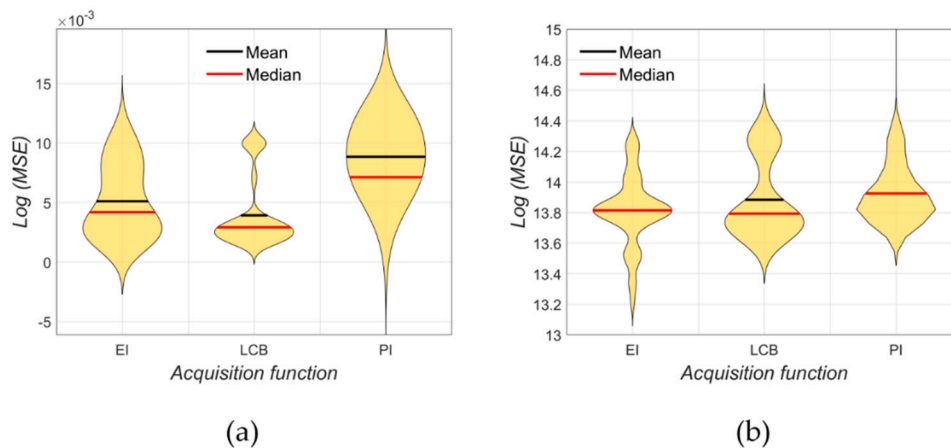 ×10⁻³
15
10
5
0
-5
Log (MSE)
Mean
Median
EI LCB PI
Acquisition function
(a)
15
14.8
14.6
14.4
14.2
14
13.8
13.6
13.4
13.2
13
Log (MSE)
Mean
Median
EI LCB PI
Acquisition function
(b)